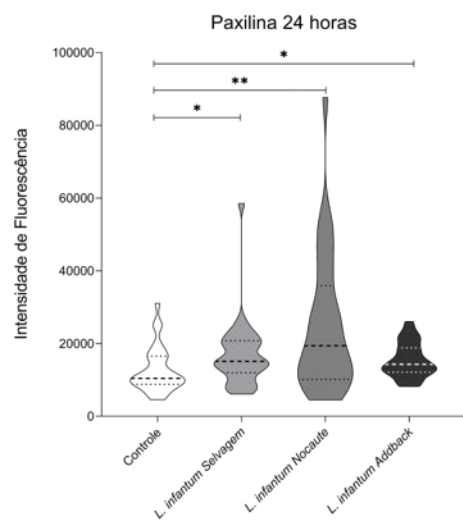 Paxilina 24 horas
Intensidade de Fluorescência
100000
80000
60000
40000
20000
0
*
**
*
Controle
L. infantum Selvagem
L. infantum Nocaute
L. infantum Addback